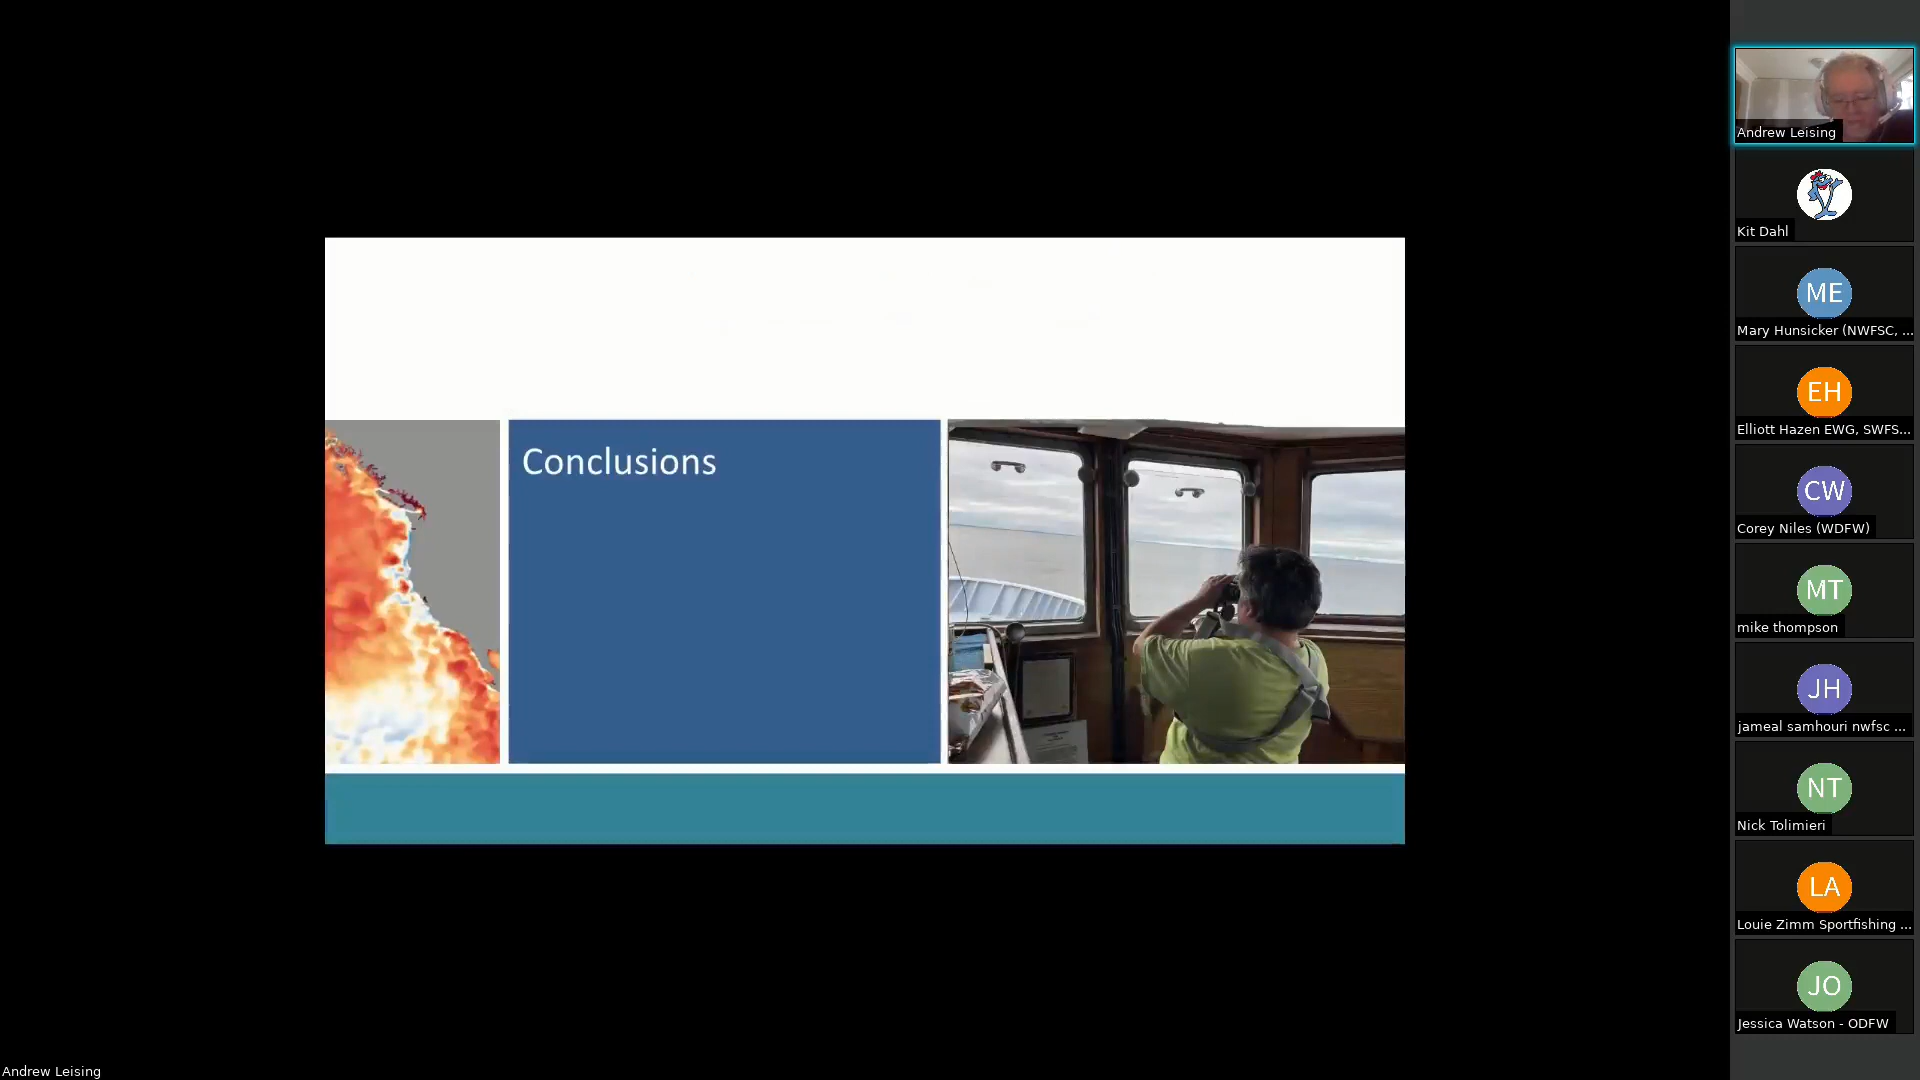 Conclusions
Andrew Leising
Kit Dahl
ME
Mary Hunsicker (NWFSC, ...
EH
Elliott Hazen EWG, SWFS...
CW
Corey Niles (WDFW)
MT
mike thompson
JH
jameal samhouri nwfsc ...
NT
Nick Tolimieri
LA
Louie Zimm Sportfishing ...
JO
Jessica Watson - ODFW
Andrew Leising